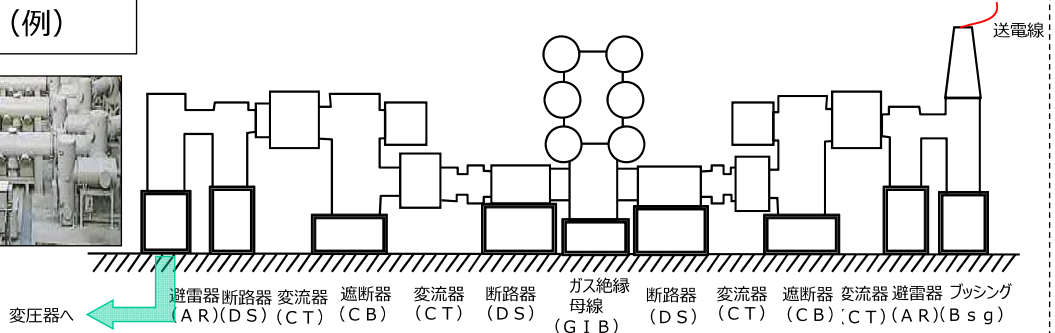 （例）
送電線
変圧器へ
避雷器
（ＡＲ）
断路器
（ＤＳ）
変流器
（ＣＴ）
遮断器
（ＣＢ）
変流器
（ＣＴ）
断路器
（ＤＳ）
ガス絶縁
母線
（ＧＩＢ）
断路器
（ＤＳ）
変流器
（ＣＴ）
遮断器
（ＣＢ）
変流器
（ＣＴ）
避雷器
（ＡＲ）
ブッシング
（Ｂｓｇ）